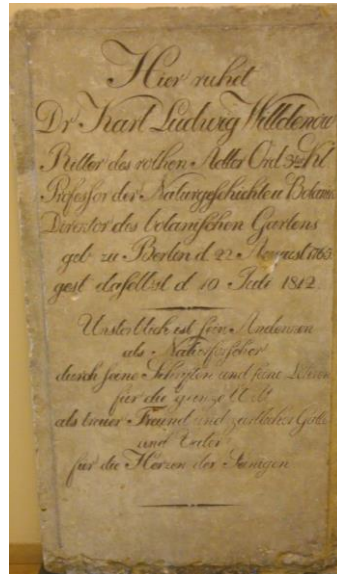 Hier ruhet
Dr Karl Ludwig Willdenow
Ritter des rothen Adler Ord. 3ter Kl
Professor der Naturgeschichte u Botanik
Director des botanischen Gartens
geb zu Berlin d 22 August 1765
gest daselbst d 10 Juli 1812
Unsterblich ist sein Andenken
als Naturforscher
durch seine Schriften und seine Lehren
für die ganze Welt
als treuer Freund und zärtlicher Gatte
und Vater
für die Herzen der Seinigen